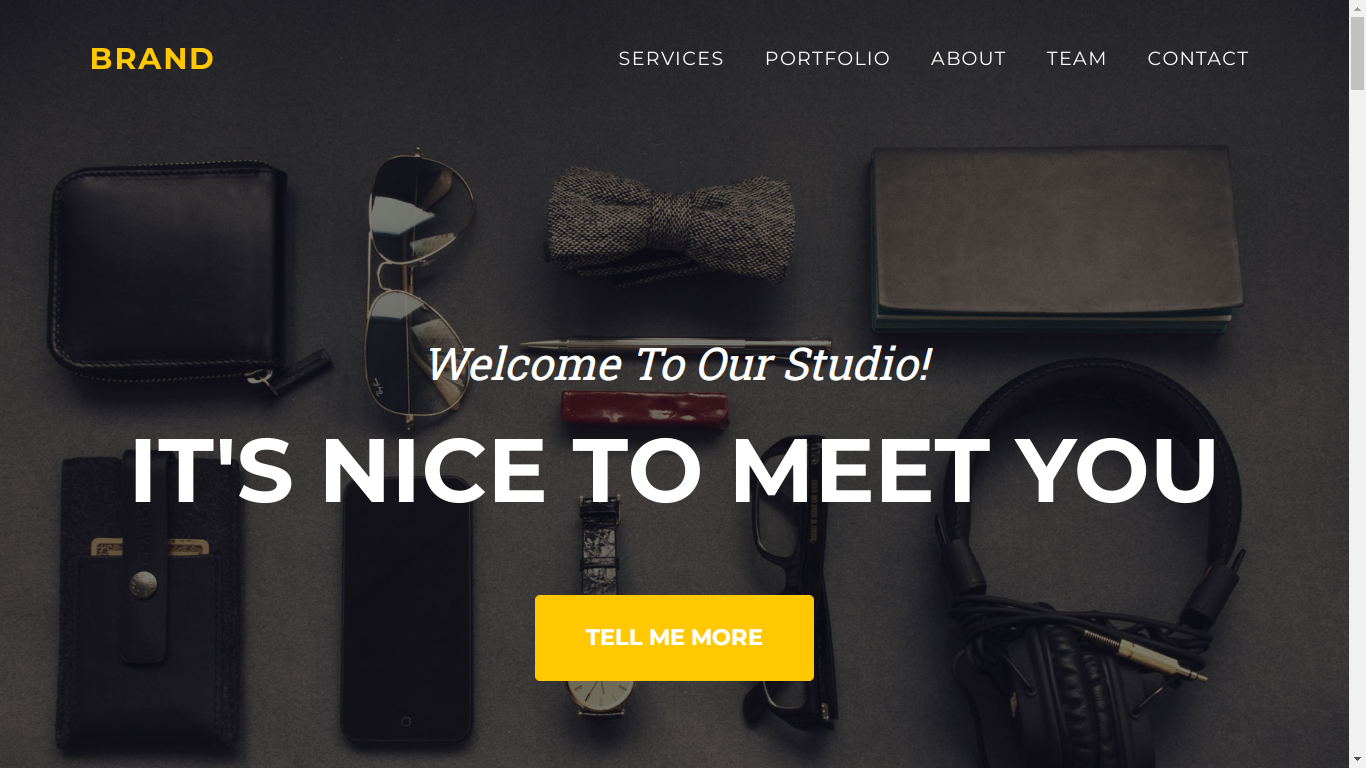 BRAND
SERVICES PORTFOLIO ABOUT TEAM CONTACT
Welcome To Our Studio!
IT'S NICE TO MEET YOU
TELL ME MORE